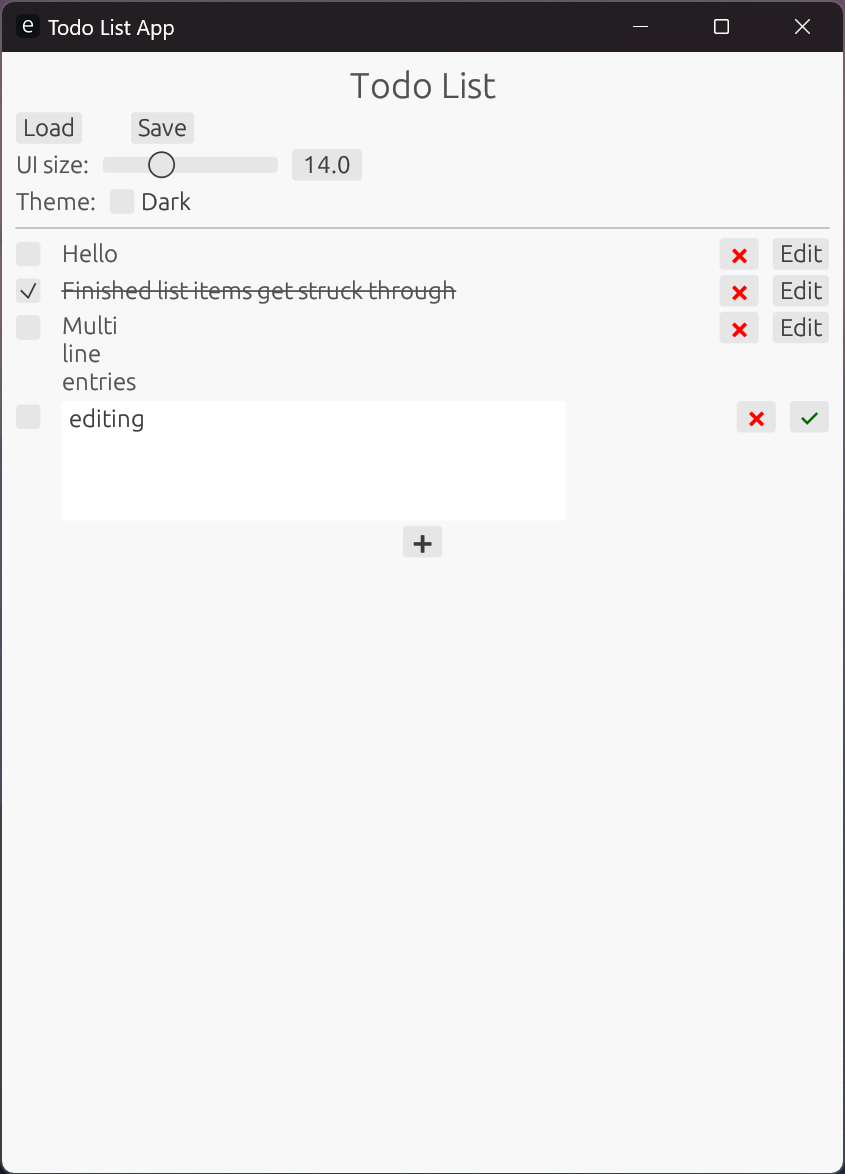 e Todo List App
Todo List
Load Save
UI size: 14.0
Theme: Dark
Hello Edit
Finished list items get struck through Edit
Multi Edit
line
entries
editing